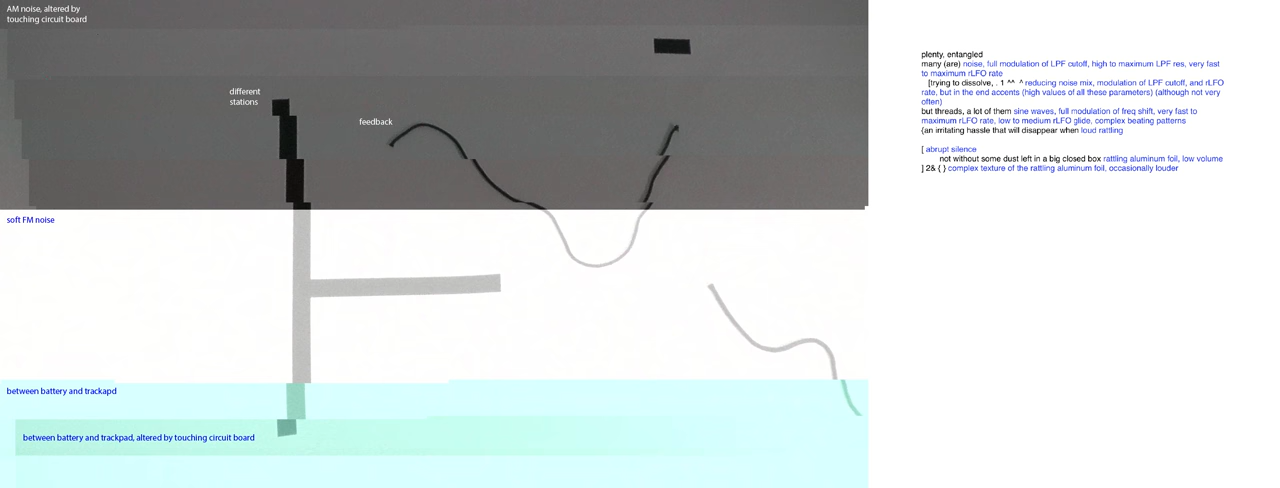 AM noise, altered by
touching circuit board
different
stations
feedback
soft FM noise
between battery and trackapd
between battery and trackpad, altered by touching circuit board
plenty, entangled
many (are) noise, full modulation of LPF cutoff, high to maximum LPF res, very fast
to maximum rLFO rate
[trying to dissolve, . 1 ^^ ^ reducing noise mix, modulation of LPF cutoff, and rLFO
rate, but in the end accents (high values of all these parameters) (although not very
often)
but threads, a lot of them sine waves, full modulation of freq shift, very fast to
maximum rLFO rate, low to medium rLFO glide, complex beating patterns
{an irritating hassle that will disappear when loud rattling
[ abrupt silence
not without some dust left in a big closed box rattling aluminum foil, low volume
] 2& { } complex texture of the rattling aluminum foil, occasionally louder